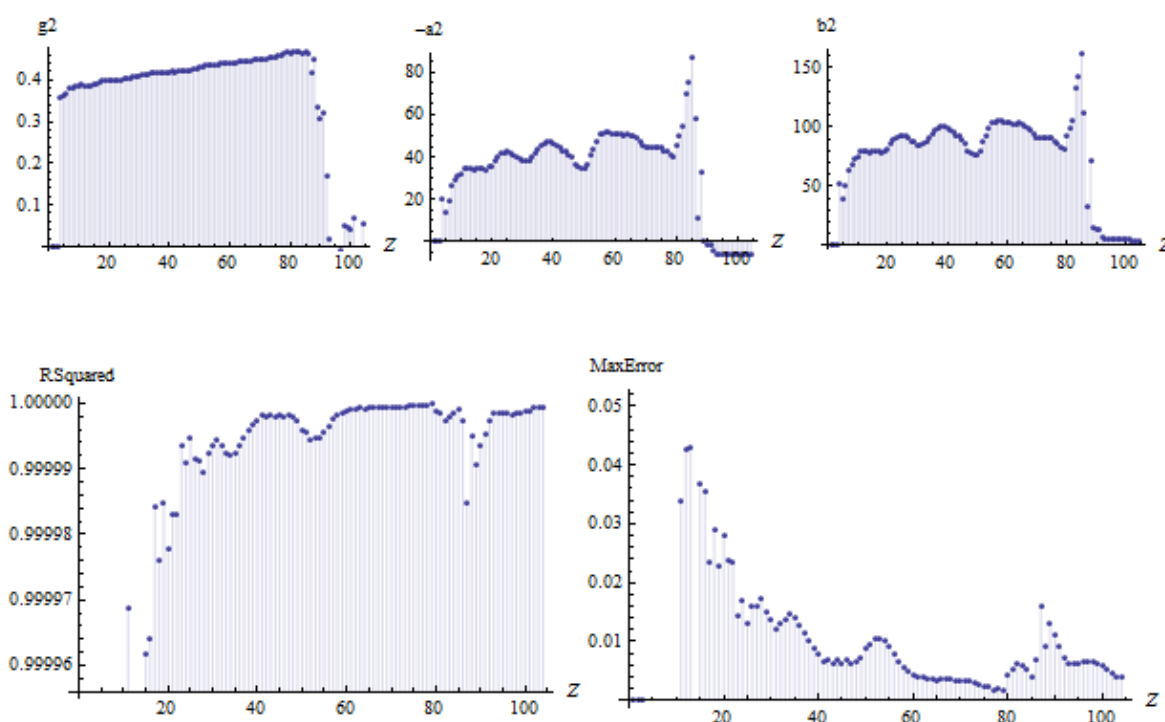 g2
0.4
0.3
0.2
0.1
20 40 60 80 100 Z
−a2
80
60
40
20
20 40 60 80 100 Z
b2
150
100
50
20 40 60 80 100 Z
RSquared
1.00000
0.99999
0.99998
0.99997
0.99996
20 40 60 80 100 Z
MaxError
0.05
0.04
0.03
0.02
0.01
20 40 60 80 100 Z